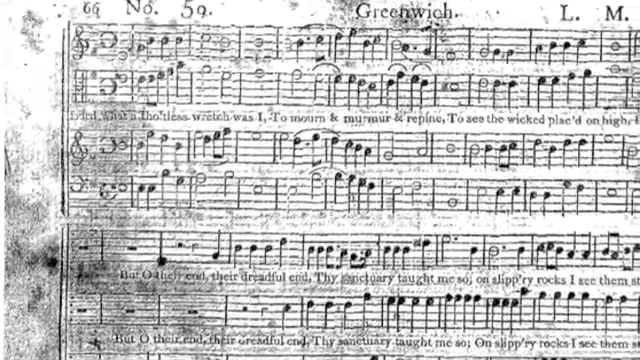 66 No. 50. Greenwich. L. M.
Lord, what a tho'tless wretch was I, To mourn & murmur & repine, To see the wicked plac'd on high,
But O their end, their dreadful end, Thy sanctuary taught me so; on slipp'ry rocks I see them
But O their end, their dreadful end, Thy sanctuary taught me so; On slipp'ry rocks I see them